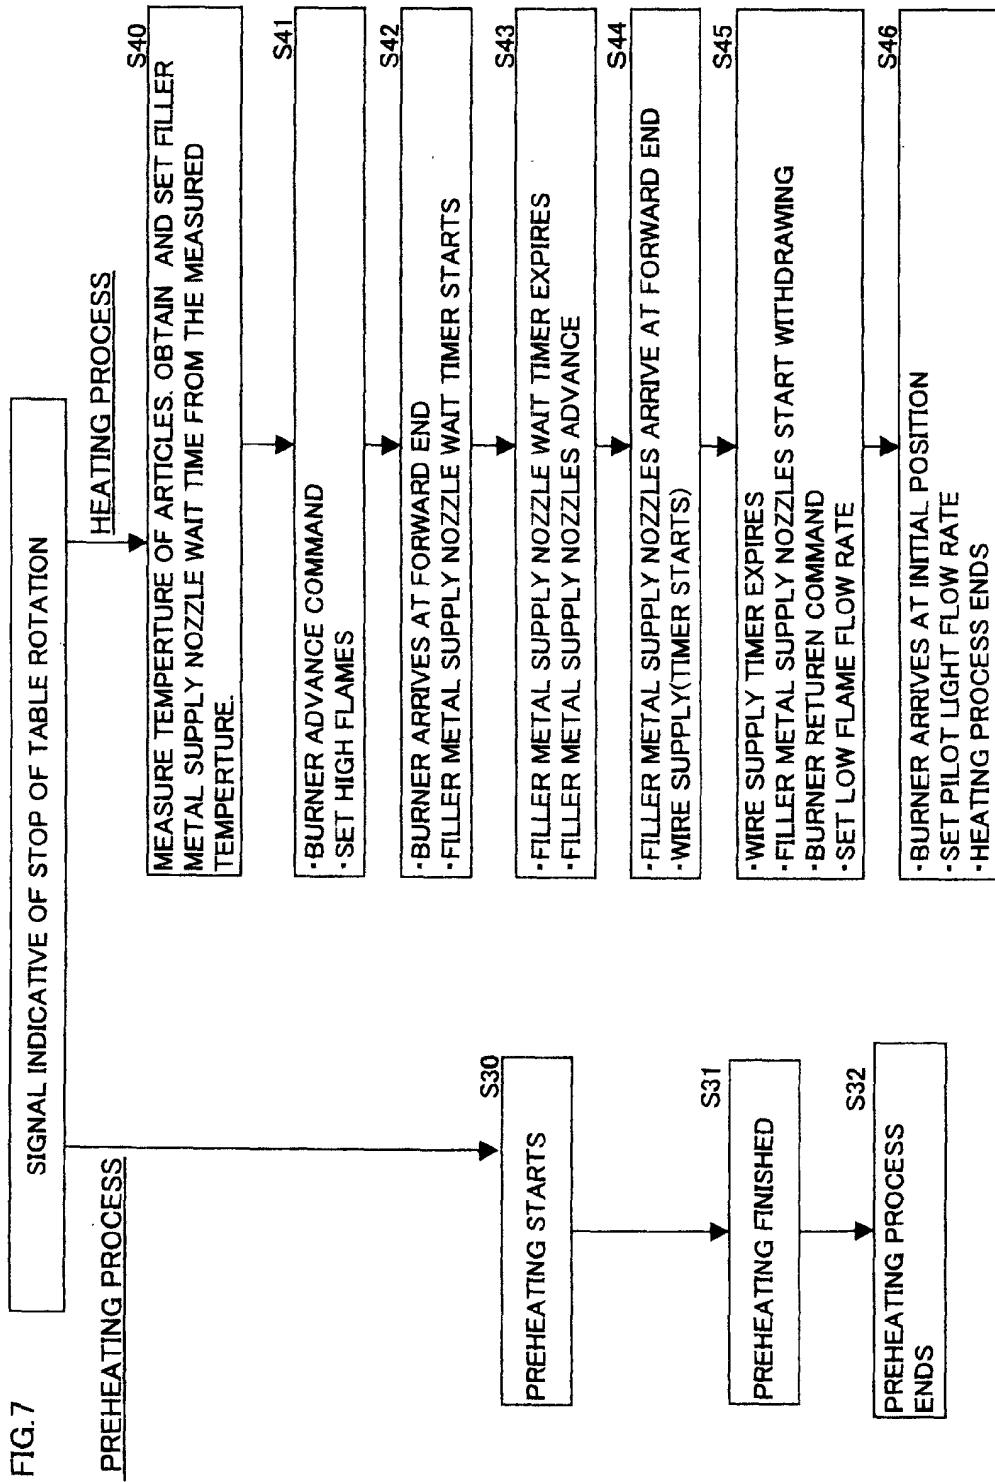 FIG.7
SIGNAL INDICATIVE OF STOP OF TABLE ROTATION
PREHEATING PROCESS
S30
PREHEATING STARTS
S31
PREHEATING FINISHED
S32
PREHEATING PROCESS
ENDS
HEATING PROCESS
S40
MEASURE TEMPERTURE OF ARTICLES. OBTAIN AND SET FILLER
METAL SUPPLY NOZZLE WAIT TIME FROM THE MEASURED
TEMPERTURE.
S41
·BURNER ADVANCE COMMAND
·SET HIGH FLAMES
S42
·BURNER ARRIVES AT FORWARD END
·FILLER METAL SUPPLY NOZZLE WAIT TIMER STARTS
S43
·FILLER METAL SUPPLY NOZZLE WAIT TIMER EXPIRES
·FILLER METAL SUPPLY NOZZLES ADVANCE
S44
·FILLER METAL SUPPLY NOZZLES ARRIVE AT FORWARD END
·WIRE SUPPLY(TIMER STARTS)
S45
·WIRE SUPPLY TIMER EXPIRES
·FILLER METAL SUPPLY NOZZLES START WITHDRAWING
·BURNER RETUREN COMMAND
·SET LOW FLAME FLOW RATE
S46
·BURNER ARRIVES AT INITIAL POSITION
·SET PILOT LIGHT FLOW RATE
·HEATING PROCESS ENDS